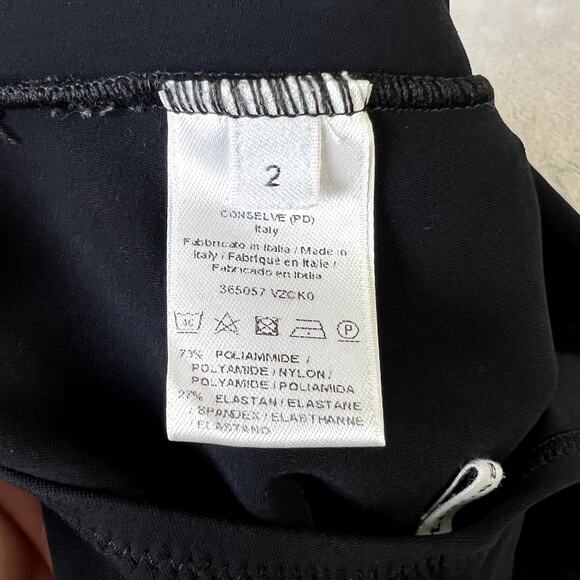 2
CONSELVE (PD)
Italy
Fabbricato in Italia / Made in
Italy / Fabriqué en Italie /
Fabricado en Italia
365057 VZCK0
40
P
73% POLIAMMIDE /
POLYAMIDE / NYLON /
POLYAMIDE / POLIAMIDA
27% ELASTAN / ELASTANE
/ SPANDEX / ELASTHANNE
ELASTANO